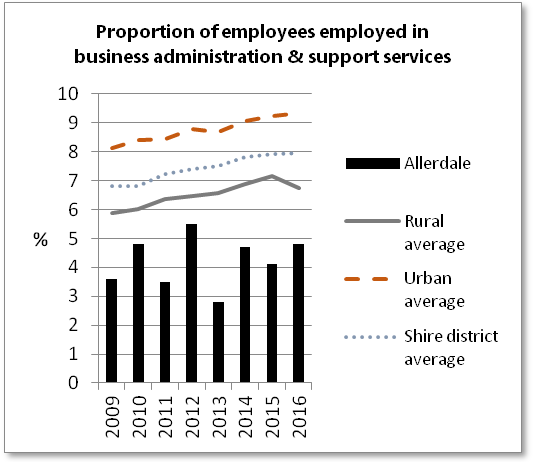 Proportion of employees employed in
business administration & support services
10
9
8
7
6
5
4
3
2
1
0
%
2009
2010
2011
2012
2013
2014
2015
2016
Allerdale
Rural
average
Urban
average
Shire district
average